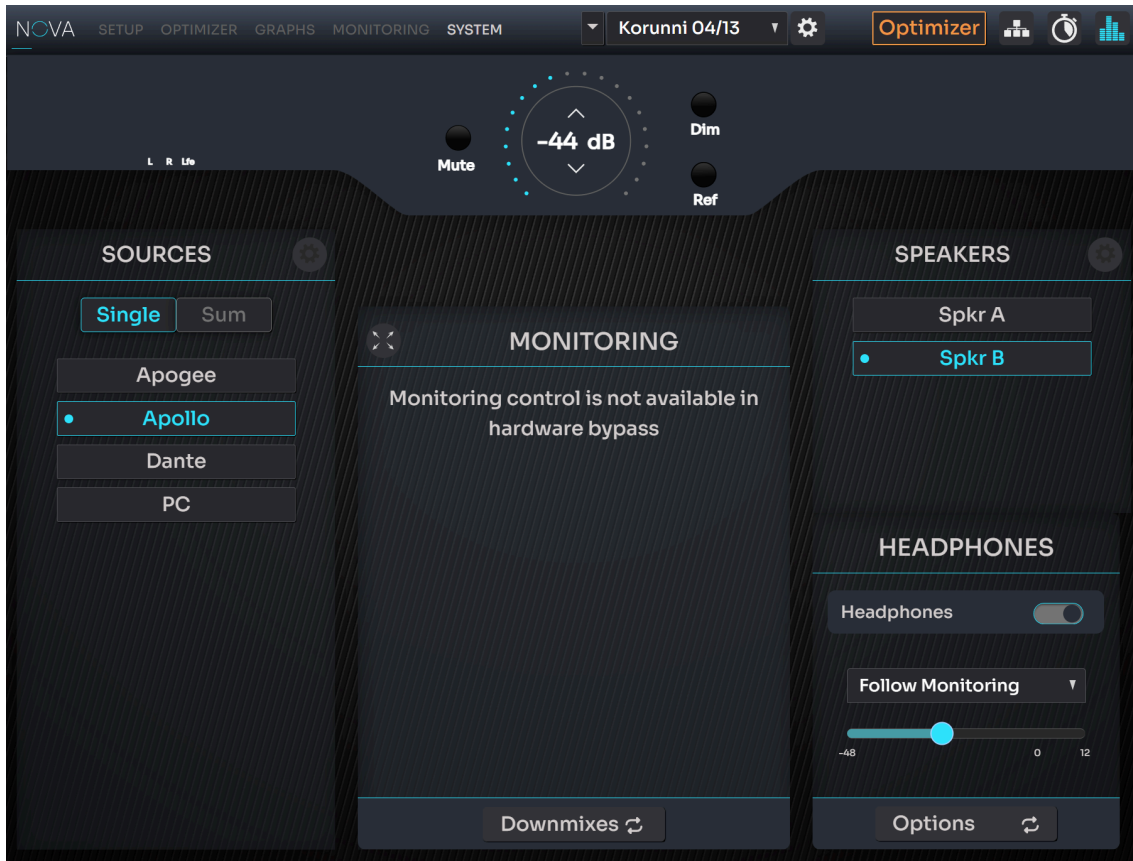 NOVA SETUP OPTIMIZER GRAPHS MONITORING SYSTEM Korunni 04/13 Optimizer
-44 dB
Mute
Dim
Ref
L R Lfe
SOURCES
Single Sum
Apogee
Apollo
Dante
PC
MONITORING
Monitoring control is not available in
hardware bypass
Downmixes
SPEAKERS
Spkr A
Spkr B
HEADPHONES
Headphones
Follow Monitoring
-48 0 12
Options